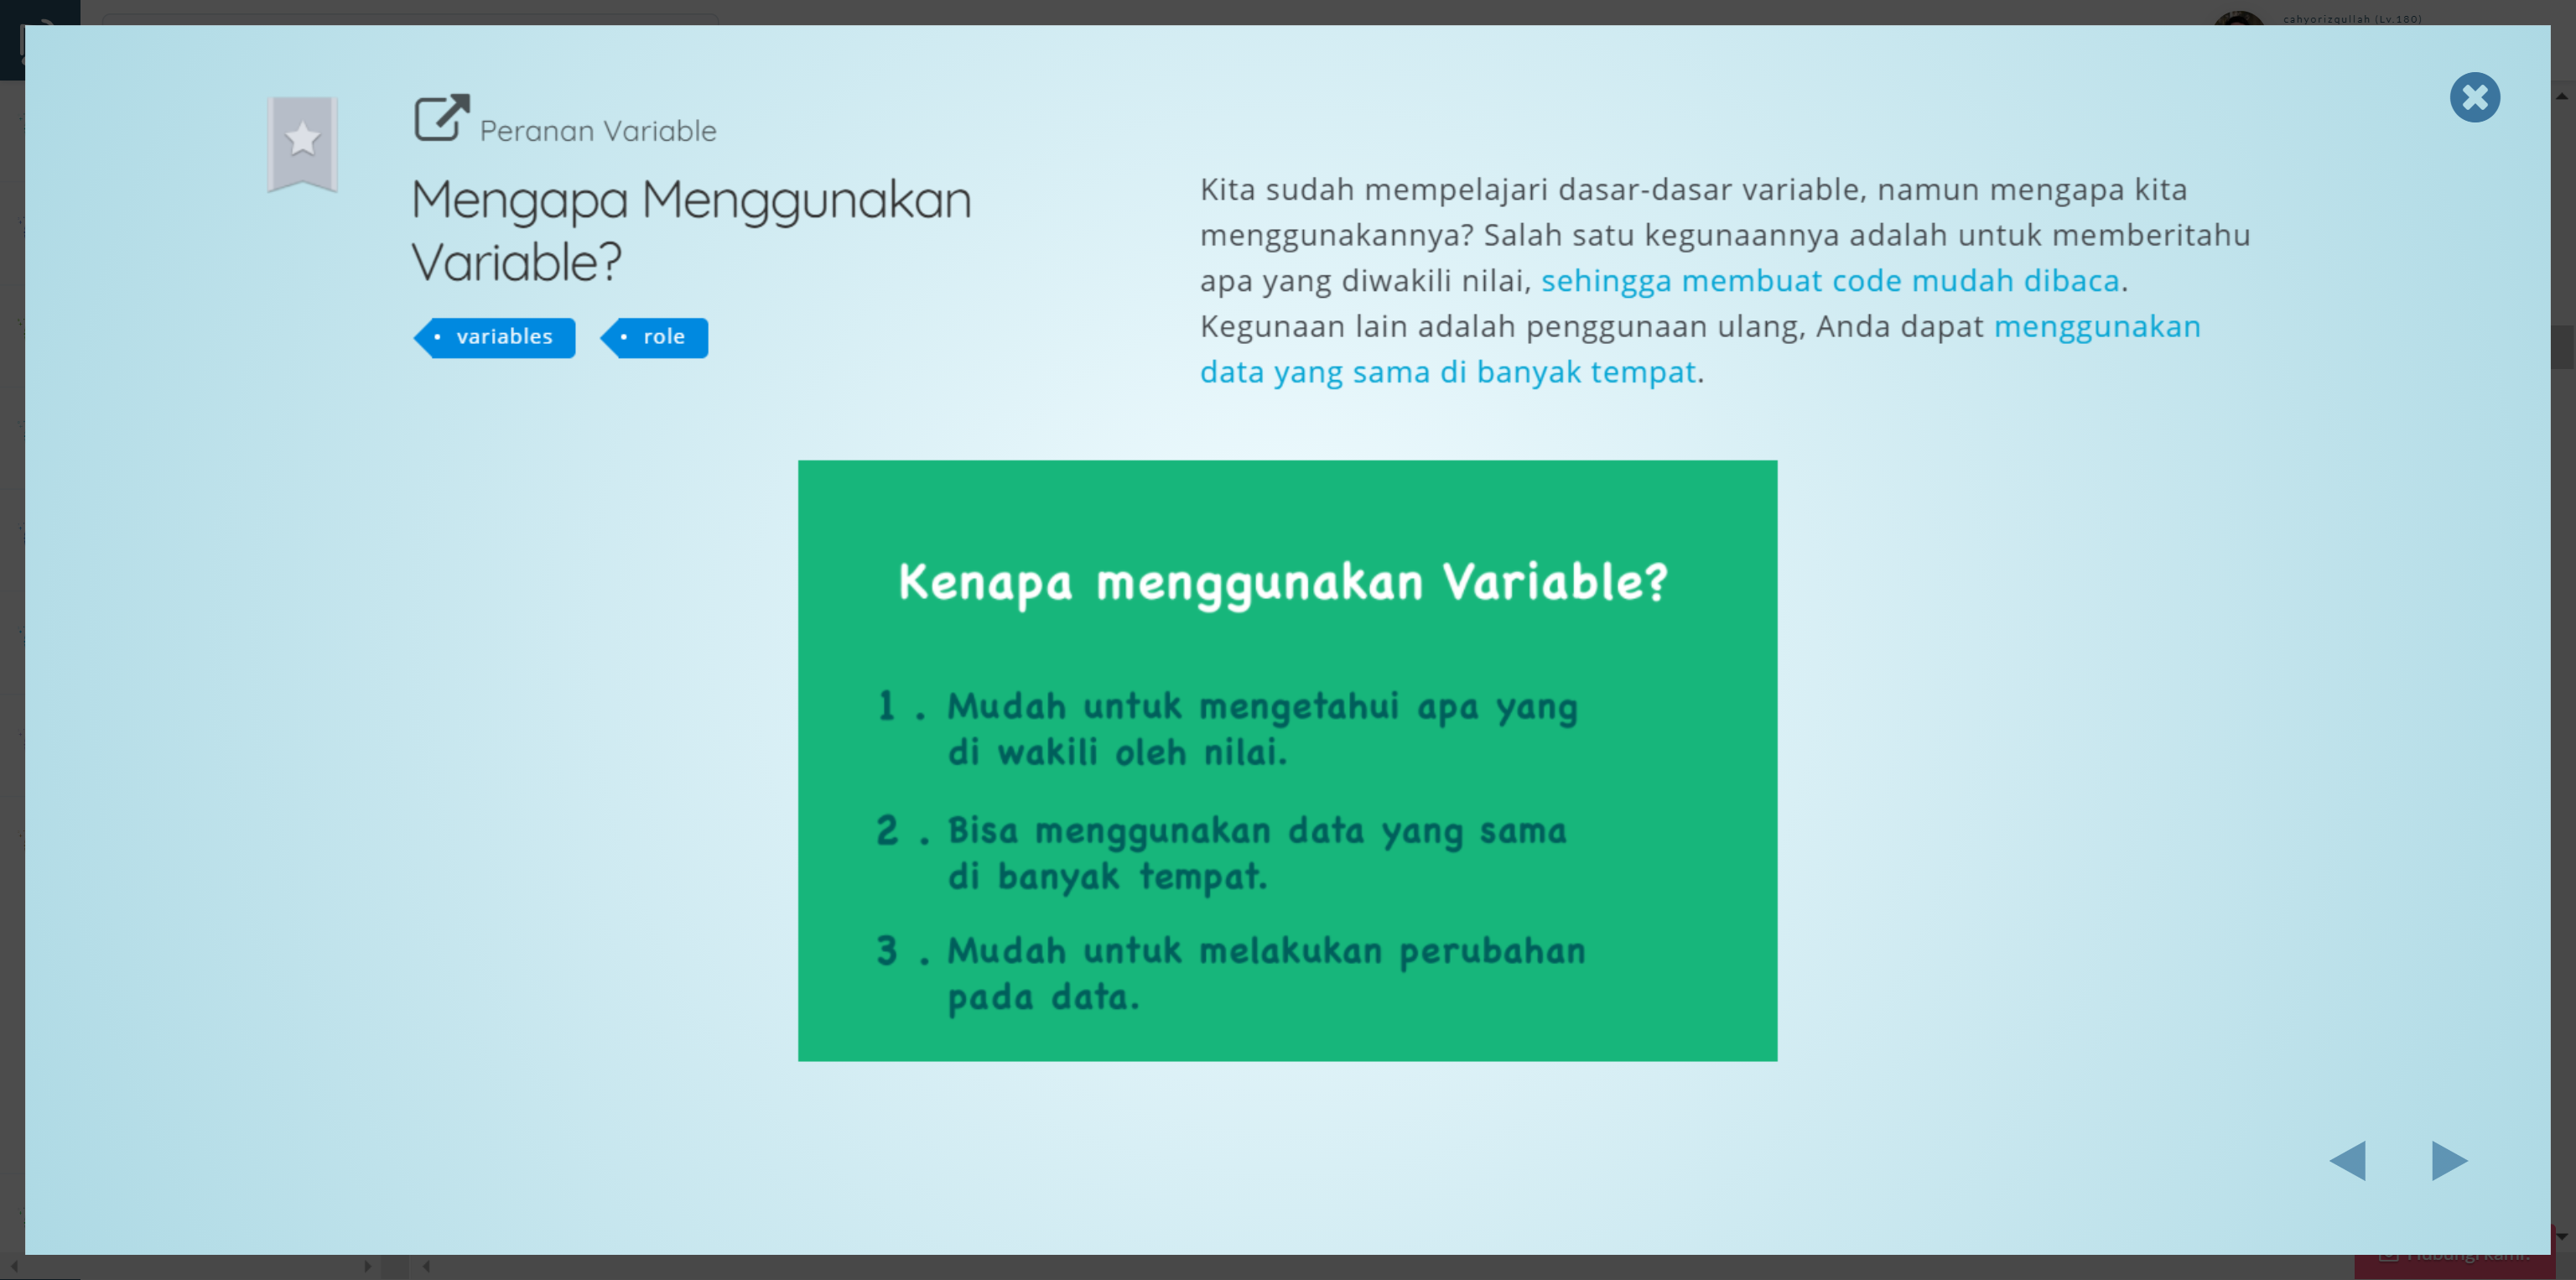 cahyorizqullah (Lv.180)
Peranan Variable
Mengapa Menggunakan
Variable?
• variables
• role
Kita sudah mempelajari dasar-dasar variable, namun mengapa kita
menggunakannya? Salah satu kegunaannya adalah untuk memberitahu
apa yang diwakili nilai, sehingga membuat code mudah dibaca.
Kegunaan lain adalah penggunaan ulang, Anda dapat menggunakan
data yang sama di banyak tempat.
Kenapa menggunakan Variable?
1 . Mudah untuk mengetahui apa yang
di wakili oleh nilai.
2 . Bisa menggunakan data yang sama
di banyak tempat.
3 . Mudah untuk melakukan perubahan
pada data.